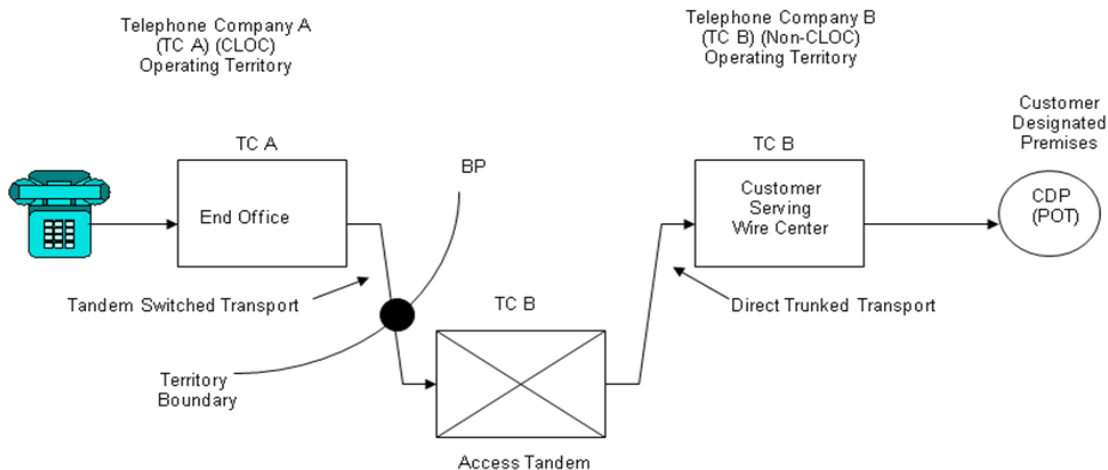 Telephone Company A
(TC A) (CLOC)
Operating Territory
Telephone Company B
(TC B) (Non-CLOC)
Operating Territory
Customer
Designated
Premises
TC A
BP
TC B
End Office
Customer
Serving
Wire Center
CDP
(POT)
Tandem Switched Transport
TC B
Direct Trunked Transport
Territory
Boundary
Access Tandem